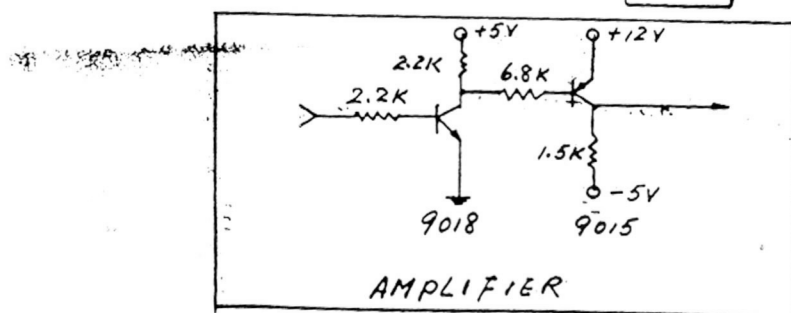 +5V
+12V
2.2K
6.8K
2.2K
1.5K
-5V
9018
9015
AMPLIFIER